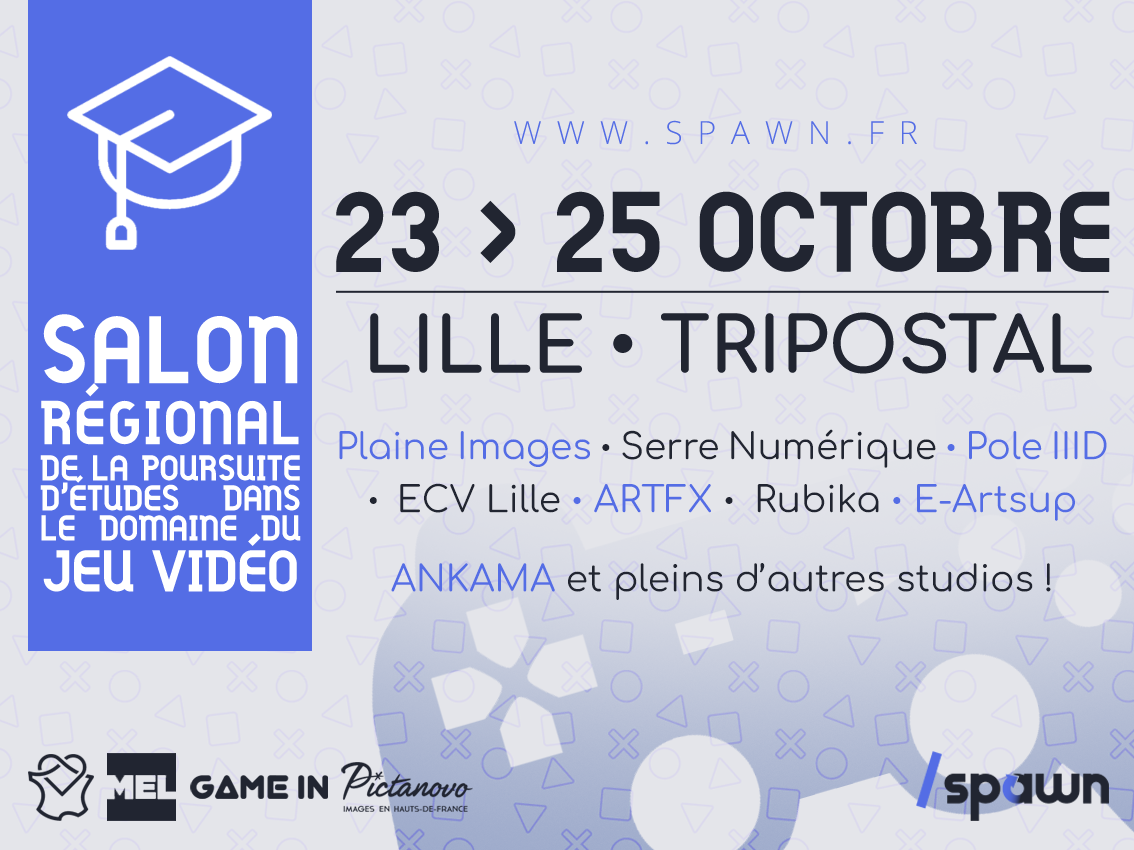 SALON
RÉGIONAL
DE LA POURSUITE
D'ÉTUDES DANS
LE DOMAINE DU
JEU VIDÉO
WWW.SPAWN.FR
23 > 25 OCTOBRE
LILLE • TRIPOSTAL
Plaine Images • Serre Numérique • Pole IIID
• ECV Lille • ARTFX • Rubika • E-Artsup
ANKAMA et pleins d'autres studios !
MEL
GAME IN
Pictanovo
IMAGES EN HAUTS-DE-FRANCE
/spawn